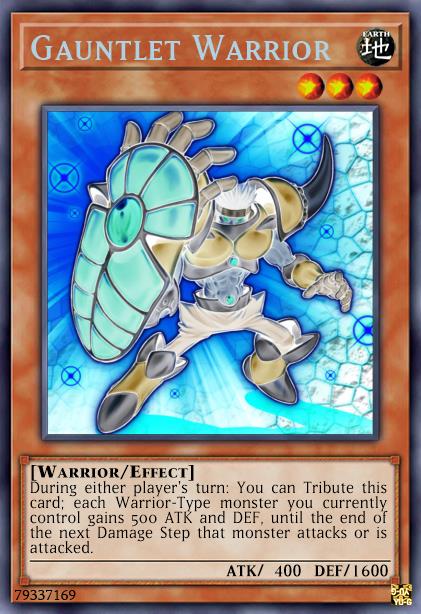 GAUNTLET WARRIOR
EARTH
地
[WARRIOR/EFFECT]
During either player's turn: You can Tribute this
card; each Warrior-Type monster you currently
control gains 500 ATK and DEF, until the end of
the next Damage Step that monster attacks or is
attacked.
ATK/ 400 DEF/1600
79337169